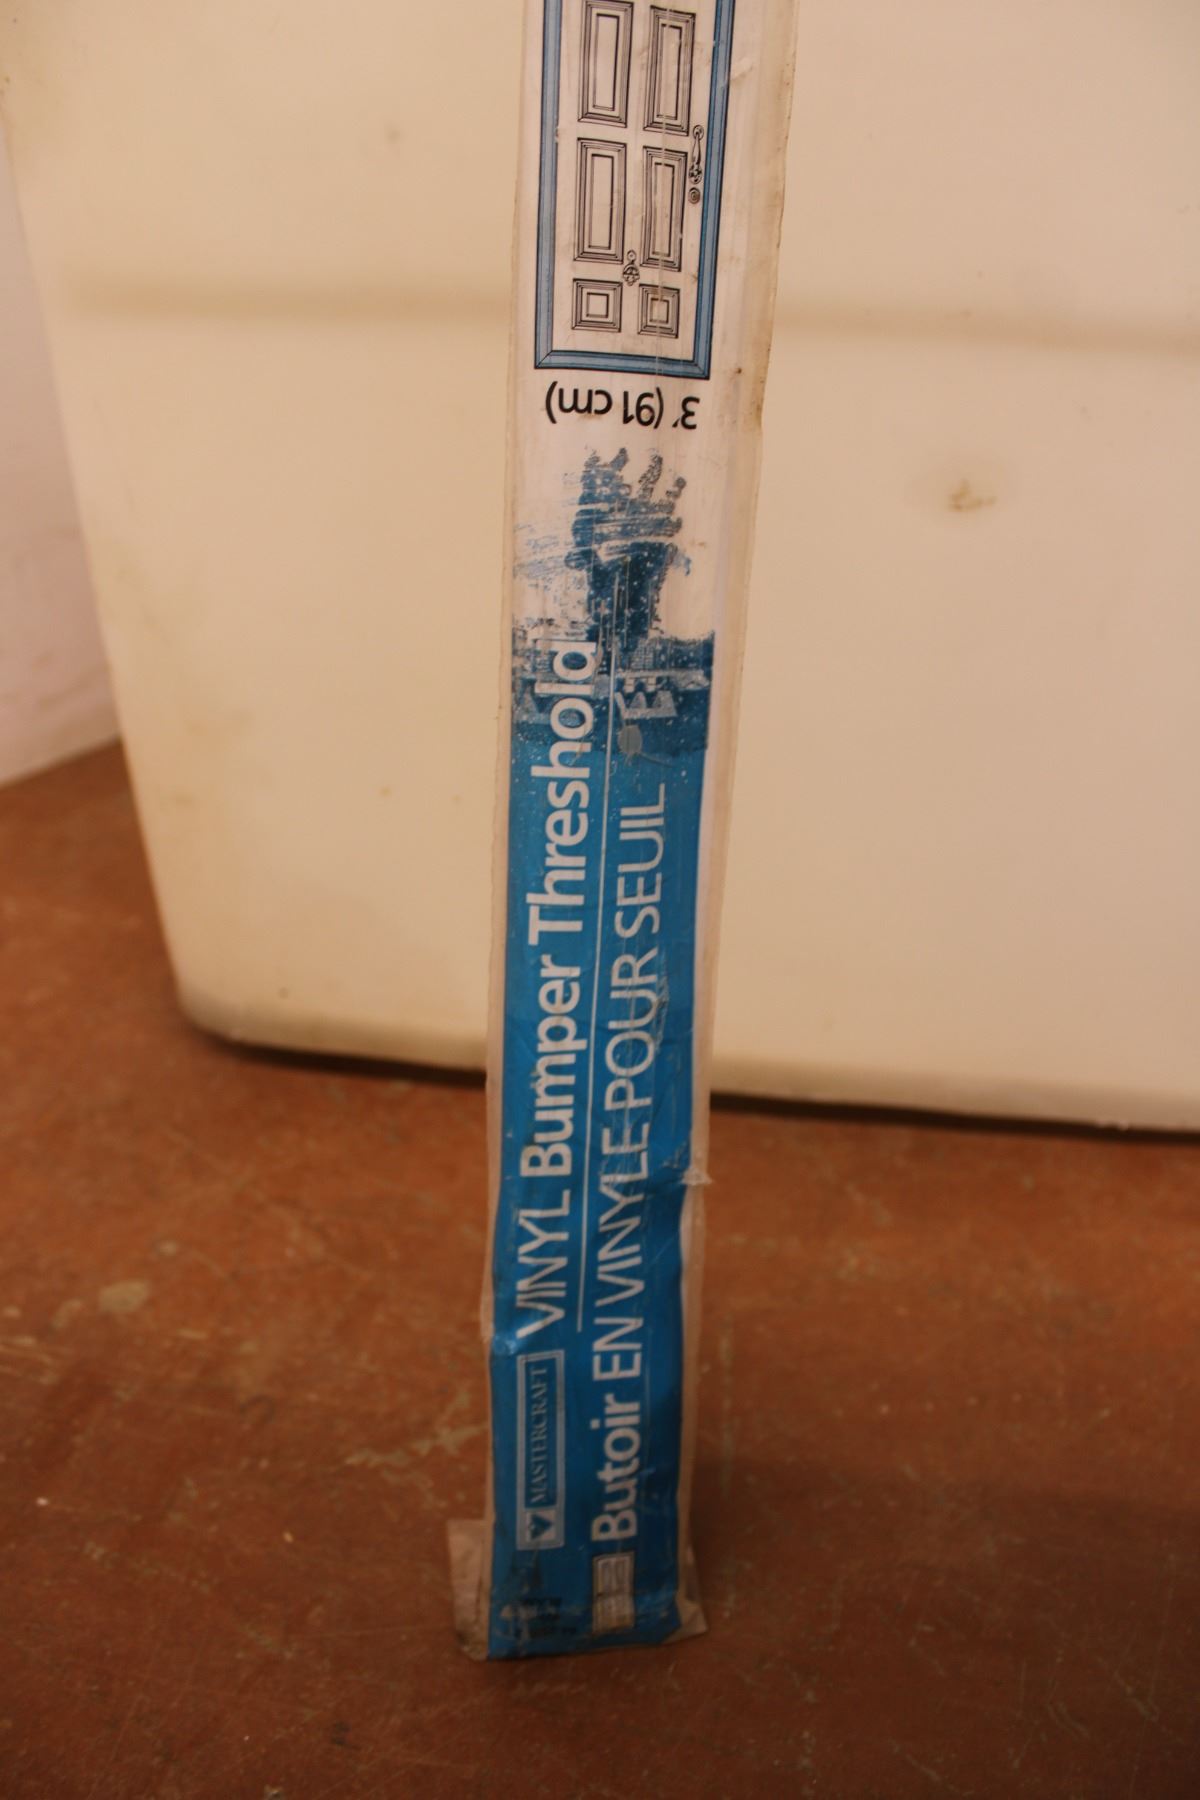 3' (91 cm)
MASTERCRAFT
VINYL Bumper Threshold
Butoir EN VINYLE POUR SEUIL